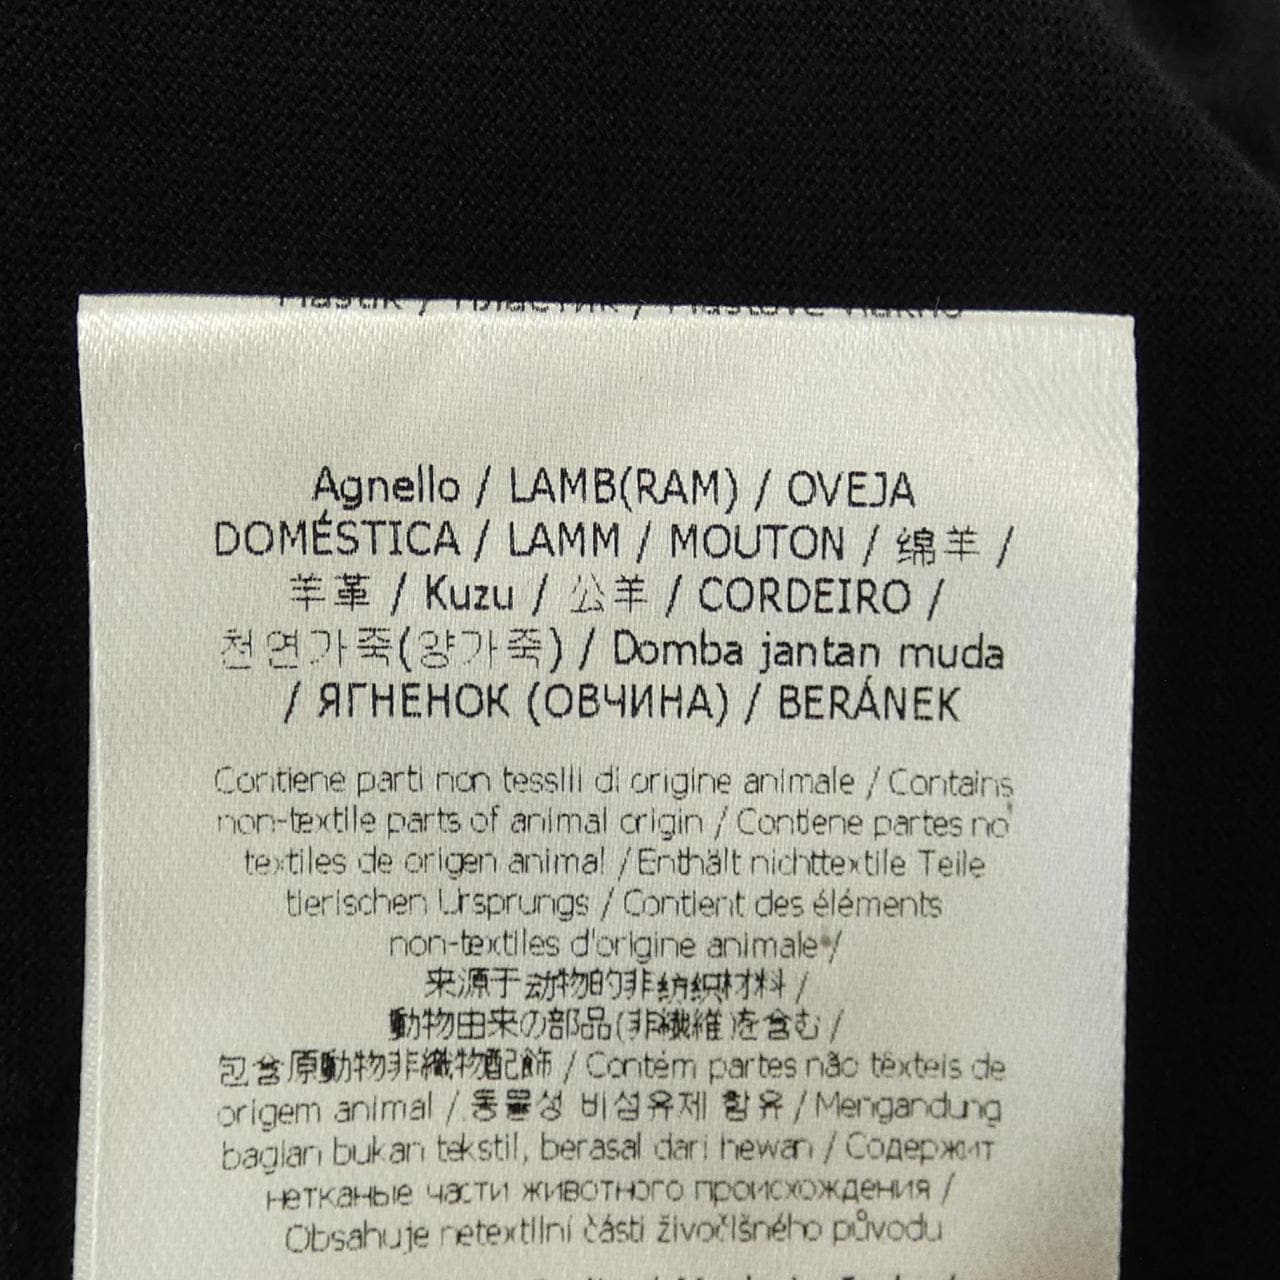 Agnello / LAMB(RAM) / OVEJA
DOMÉSTICA / LAMM / MOUTON / 绵羊 /
羊革 / Kuzu / 公羊 / CORDEIRO /
천연가죽(양가죽) / Domba jantan muda
/ ЯГНЕНОК (ОВЧИНА) / BERÁNEK
Contiene parti non tessili di origine animale / Contains
non-textile parts of animal origin / Contiene partes no
textiles de origen animal / Enthält nichttextile Teile
tierischen Ursprungs / Contient des éléments
non-textiles d'origine animale /
来源于动物的非纺织材料 /
動物由来の部品(非繊維)を含む /
包含原動物非織物配飾 / Contém partes não têxteis de
origem animal / 동물성 비섬유제 함유 / Mengandung
bagian bukan tekstil, berasal dari hewan / Содержит
нетканые части животного происхождения /
Obsahuje netextilní části živočišného původu